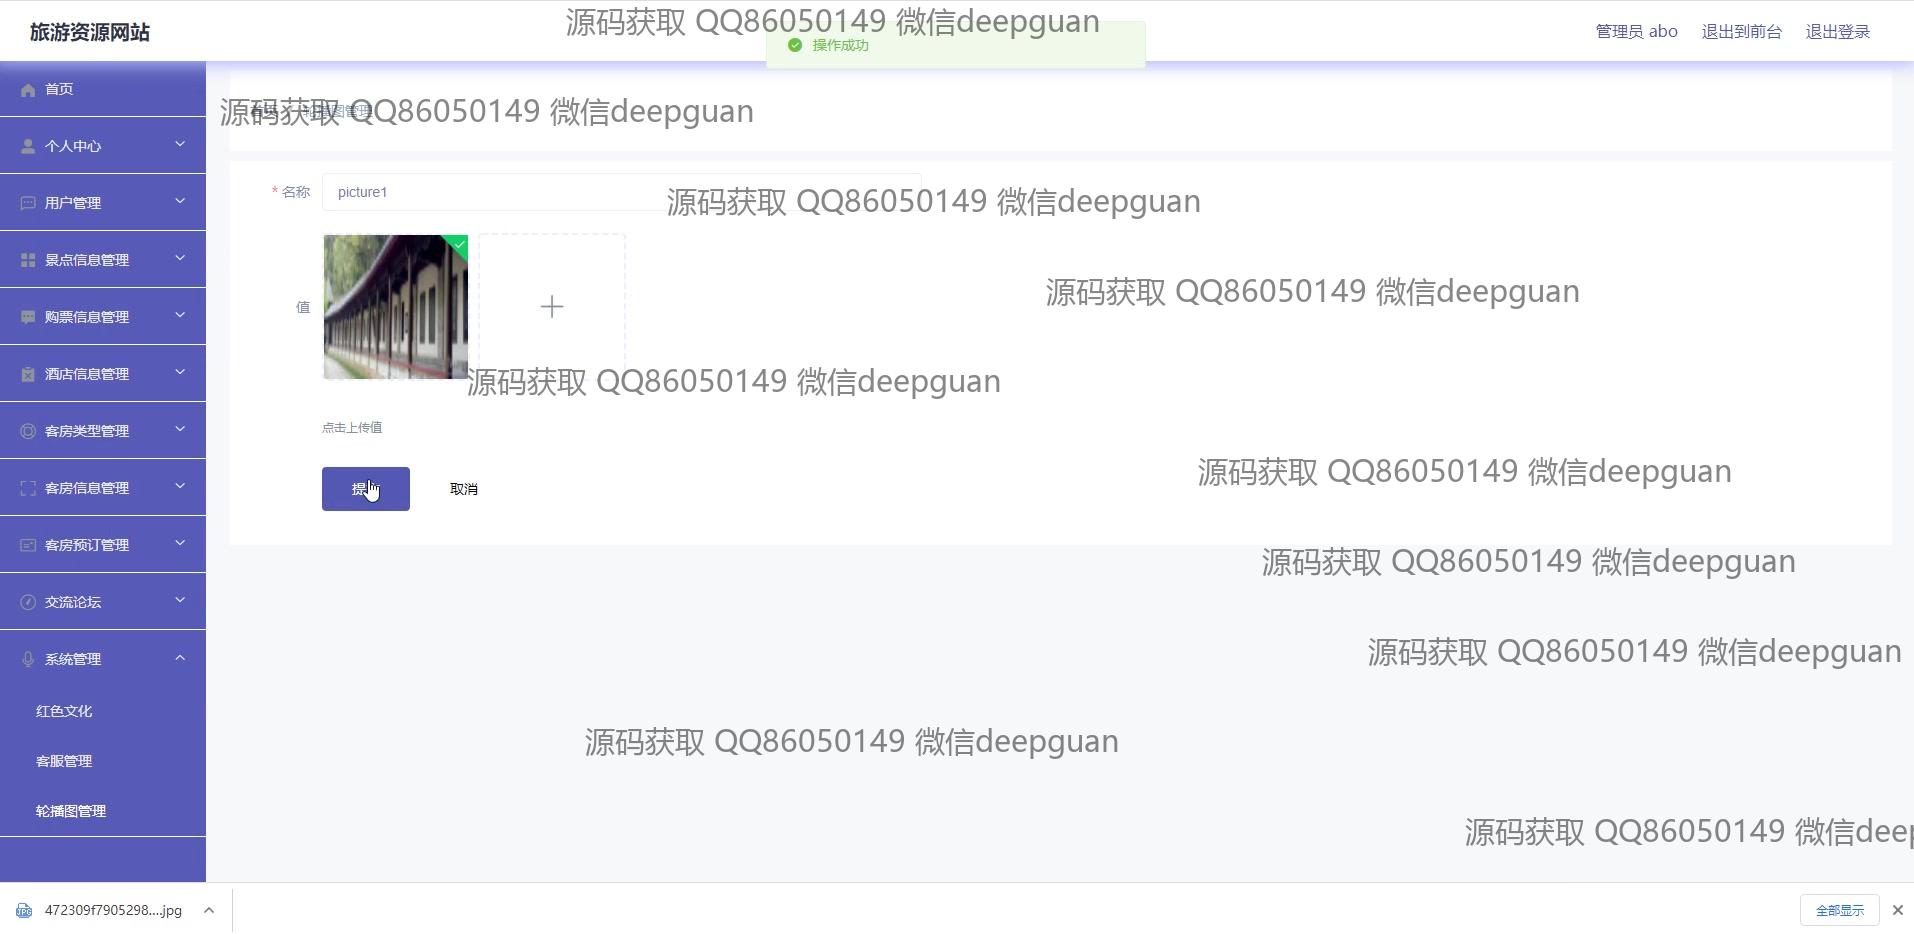 旅游资源网站
源码获取 QQ86050149 微信deepguan
操作成功
管理员 abo 退出到前台 退出登录
首页
个人中心
用户管理
景点信息管理
购票信息管理
酒店信息管理
客房类型管理
客房信息管理
客房预订管理
交流论坛
系统管理
红色文化
客服管理
轮播图管理
源码获取 QQ86050149 微信deepguan
首页
轮播图管理
* 名称 picture1
源码获取 QQ86050149 微信deepguan
源码获取 QQ86050149 微信deepguan
值
源码获取 QQ86050149 微信deepguan
点击上传值
源码获取 QQ86050149 微信deepguan
取消
源码获取 QQ86050149 微信deepguan
源码获取 QQ86050149 微信deepguan
源码获取 QQ86050149 微信deepguan
源码获取 QQ86050149 微信deep
472309f7905298....jpg
全部显示